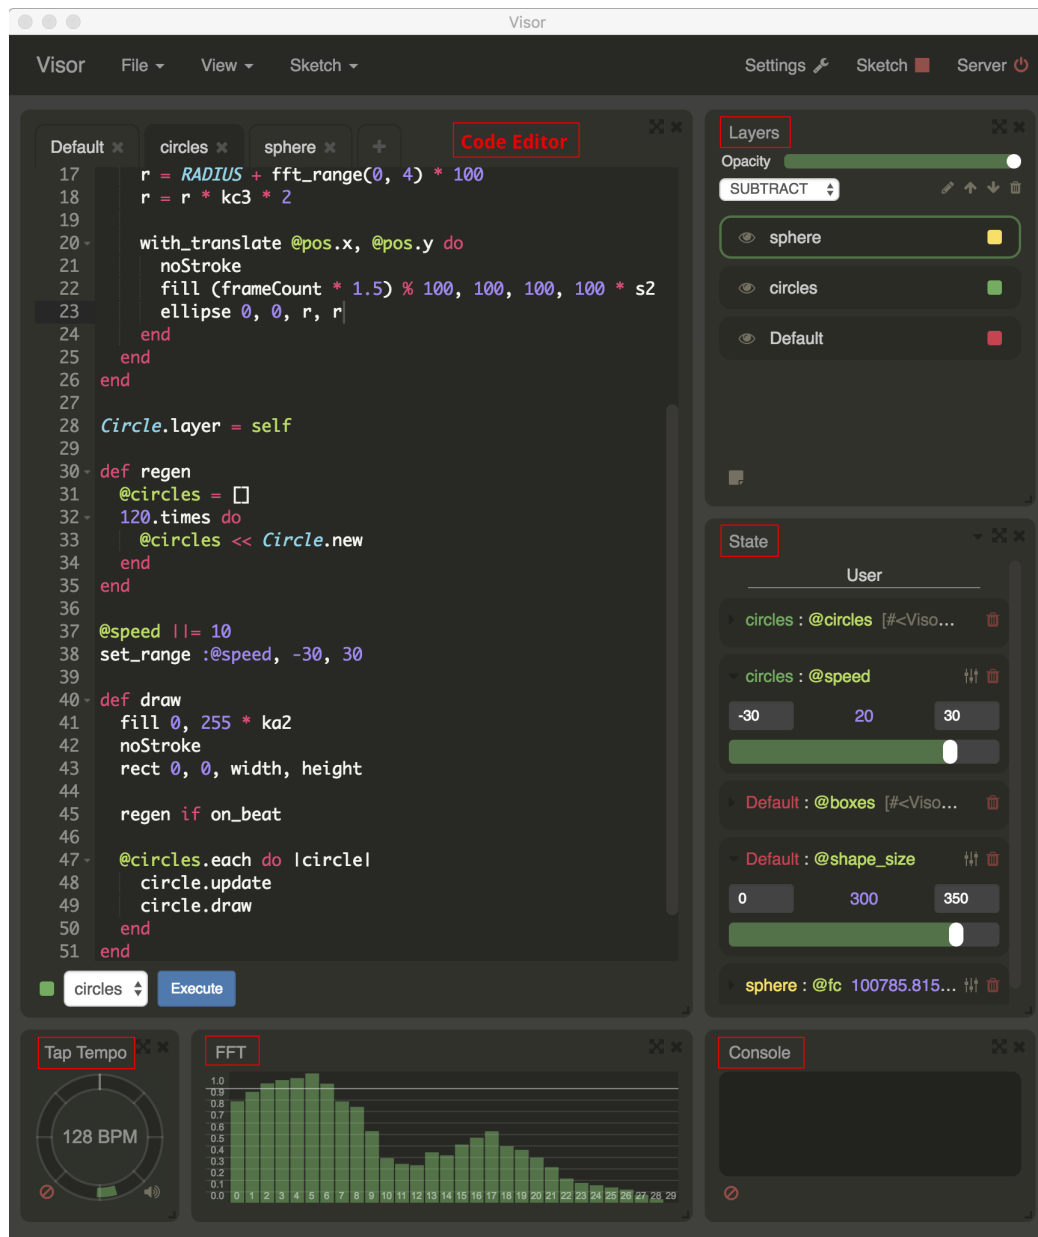 Visor
Visor File View Sketch Settings Sketch Server
Default circles sphere + Code Editor
17 r = RADIUS + fft_range(0, 4) * 100
18 r = r * kc3 * 2
19
20 with_translate @pos.x, @pos.y do
21 noStroke
22 fill (frameCount * 1.5) % 100, 100, 100, 100 * s2
23 ellipse 0, 0, r, r
24 end
25 end
26 end
27
28 Circle.layer = self
29
30 def regen
31 @circles = []
32 120.times do
33 @circles << Circle.new
34 end
35 end
36
37 @speed ||= 10
38 set_range :@speed, -30, 30
39
40 def draw
41 fill 0, 255 * ka2
42 noStroke
43 rect 0, 0, width, height
44
45 regen if on_beat
46
47 @circles.each do |circle|
48 circle.update
49 circle.draw
50 end
51 end
circles Execute
Layers
Opacity
SUBTRACT
sphere
circles
Default
State
User
circles : @circles [#<Viso...
circles : @speed
-30 20 30
Default : @boxes [#<Viso...
Default : @shape_size
0 300 350
sphere : @fc 100785.815...
Tap Tempo
128 BPM
FFT
1.0
0.9
0.8
0.7
0.6
0.5
0.4
0.3
0.2
0.1
0.0 0 1 2 3 4 5 6 7 8 9 10 11 12 13 14 15 16 17 18 19 20 21 22 23 24 25 26 27 28 29
Console